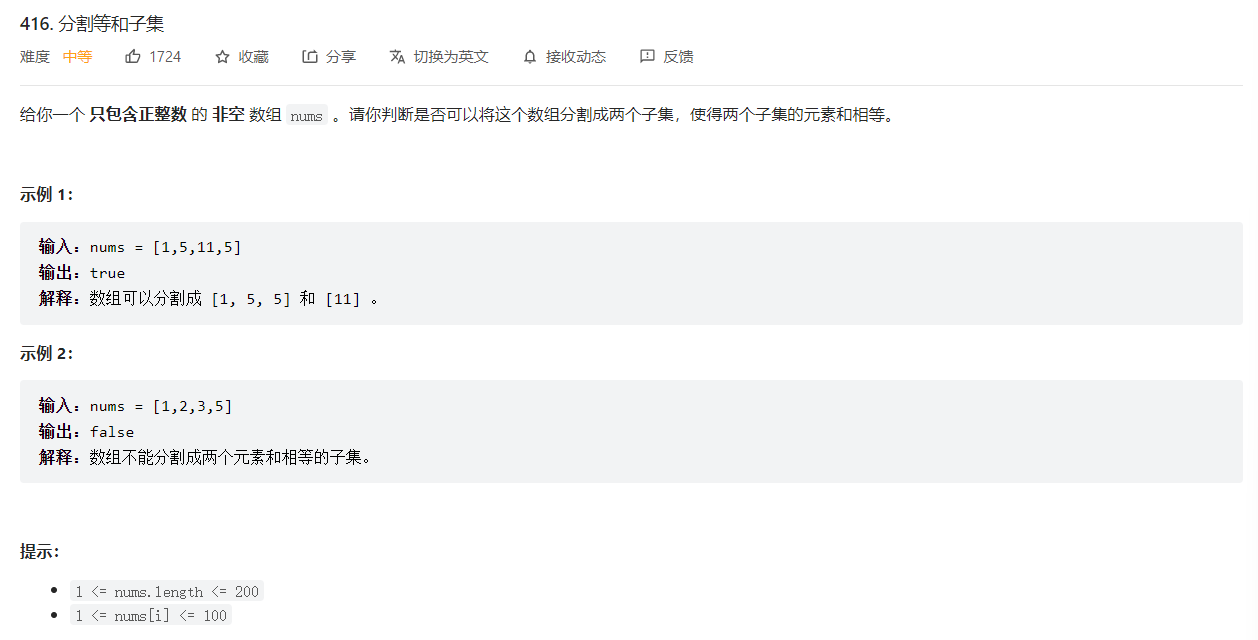 416. 分割等和子集
难度 中等 1724 收藏 分享 切换为英文 接收动态 反馈
给你一个 只包含正整数 的 非空 数组 nums 。请你判断是否可以将这个数组分割成两个子集，使得两个子集的元素和相等。
示例 1：
输入：nums = [1,5,11,5]
输出：true
解释：数组可以分割成 [1, 5, 5] 和 [11] 。
示例 2：
输入：nums = [1,2,3,5]
输出：false
解释：数组不能分割成两个元素和相等的子集。
提示：
1 <= nums.length <= 200
1 <= nums[i] <= 100